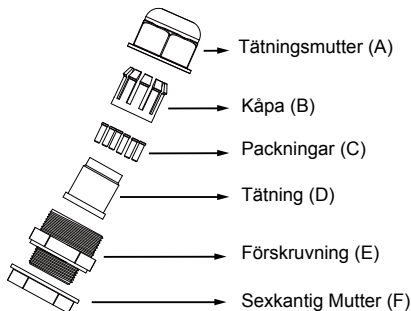 Tätningsmutter (A)
Kåpa (B)
Packningar (C)
Tätning (D)
Förskruvning (E)
Sexkantig Mutter (F)